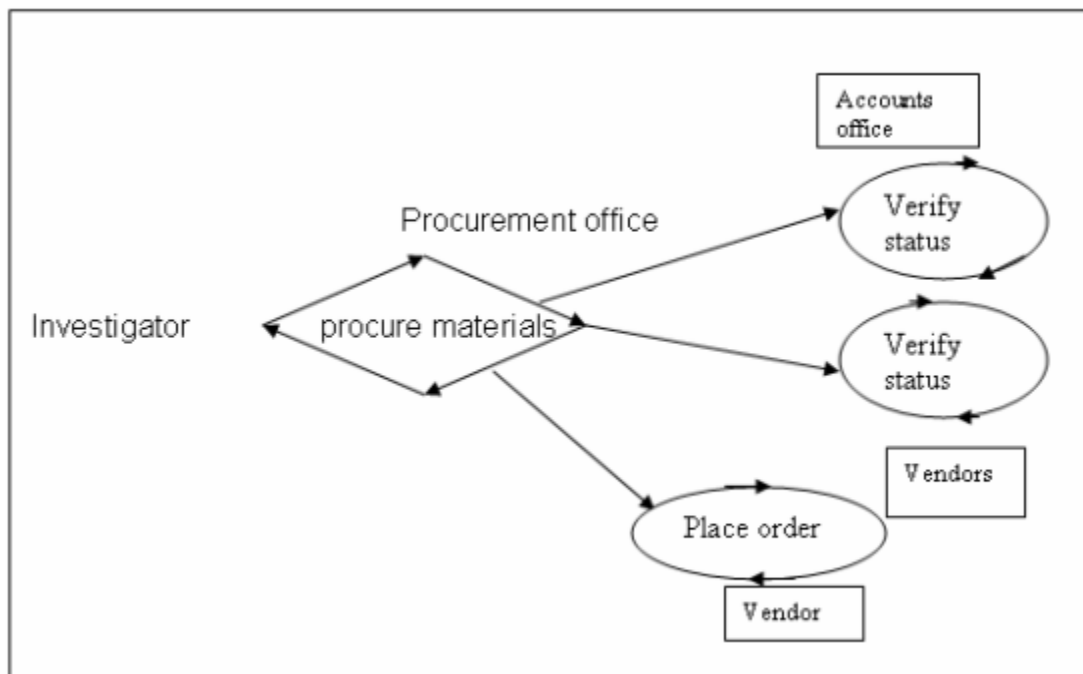 Accounts
office
Verify
status
Procurement office
Investigator
procure materials
Verify
status
Vendors
Place order
Vendor